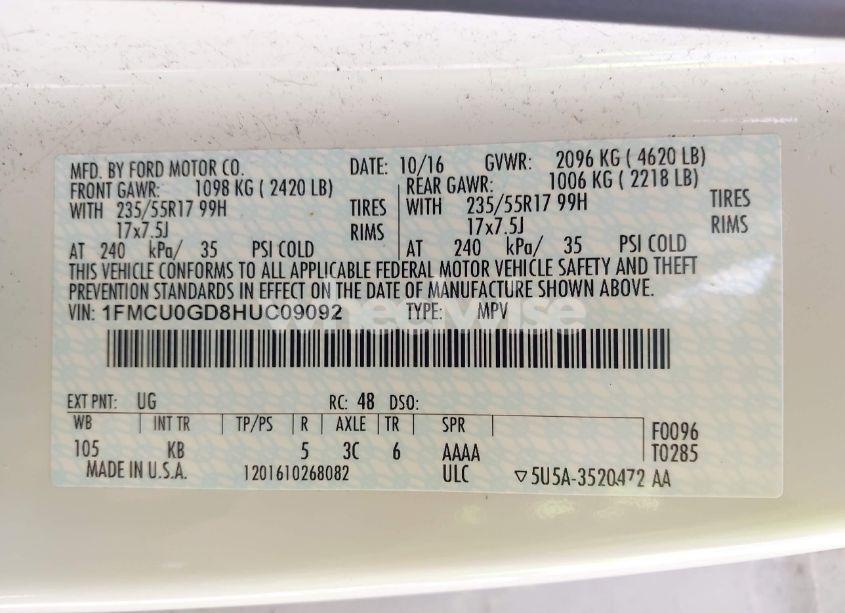 MFD. BY FORD MOTOR CO. DATE: 10/16 GVWR: 2096 KG ( 4620 LB)
FRONT GAWR: 1098 KG ( 2420 LB) REAR GAWR: 1006 KG ( 2218 LB)
WITH 235/55R17 99H TIRES WITH 235/55R17 99H TIRES
17x7.5J RIMS 17x7.5J RIMS
AT 240 kPa/ 35 PSI COLD AT 240 kPa/ 35 PSI COLD
THIS VEHICLE CONFORMS TO ALL APPLICABLE FEDERAL MOTOR VEHICLE SAFETY AND THEFT
PREVENTION STANDARDS IN EFFECT ON THE DATE OF MANUFACTURE SHOWN ABOVE.
VIN: 1FMCU0GD8HUC09092 TYPE: MPV
wheelwise
EXT PNT: UG RC: 48 DSO:
WB INT TR TP/PS R AXLE TR SPR F0096
105 KB 5 3C 6 AAAA T0285
MADE IN U.S.A. 1201610268082 ULC ▽5U5A-3520472 AA